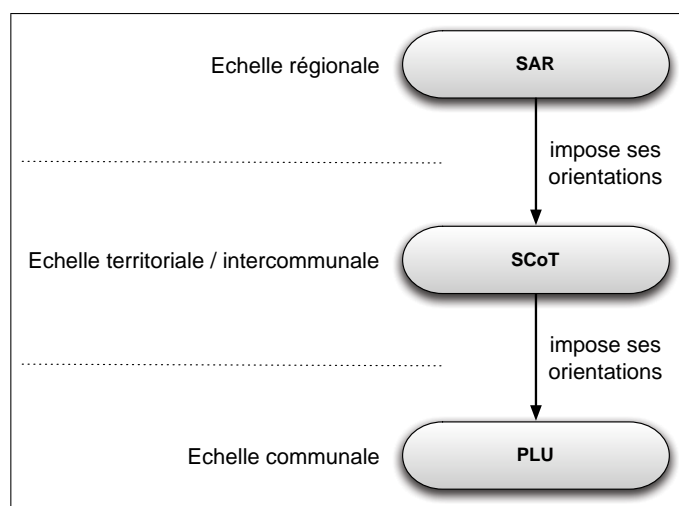 Echelle régionale
SAR
impose ses
orientations
Echelle territoriale / intercommunale
SCoT
impose ses
orientations
Echelle communale
PLU